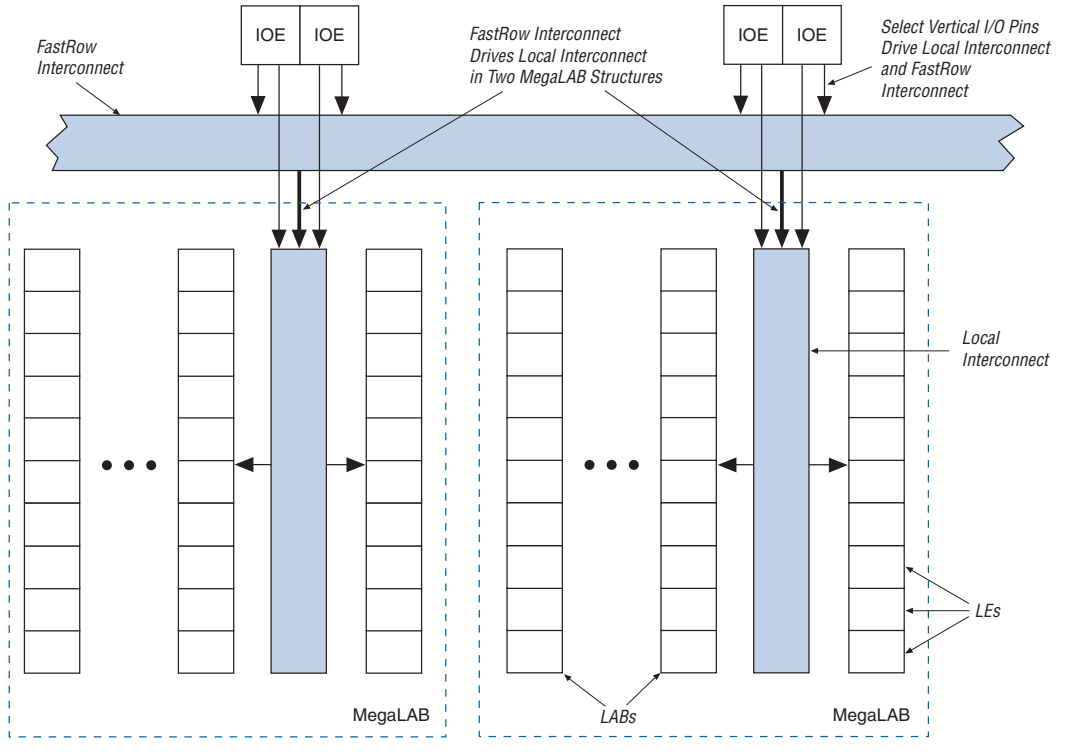 FastRow
Interconnect
IOE IOE
FastRow Interconnect
Drives Local Interconnect
in Two MegaLAB Structures
IOE IOE
Select Vertical I/O Pins
Drive Local Interconnect
and FastRow
Interconnect
Local
Interconnect
LEs
LABs
MegaLAB
MegaLAB